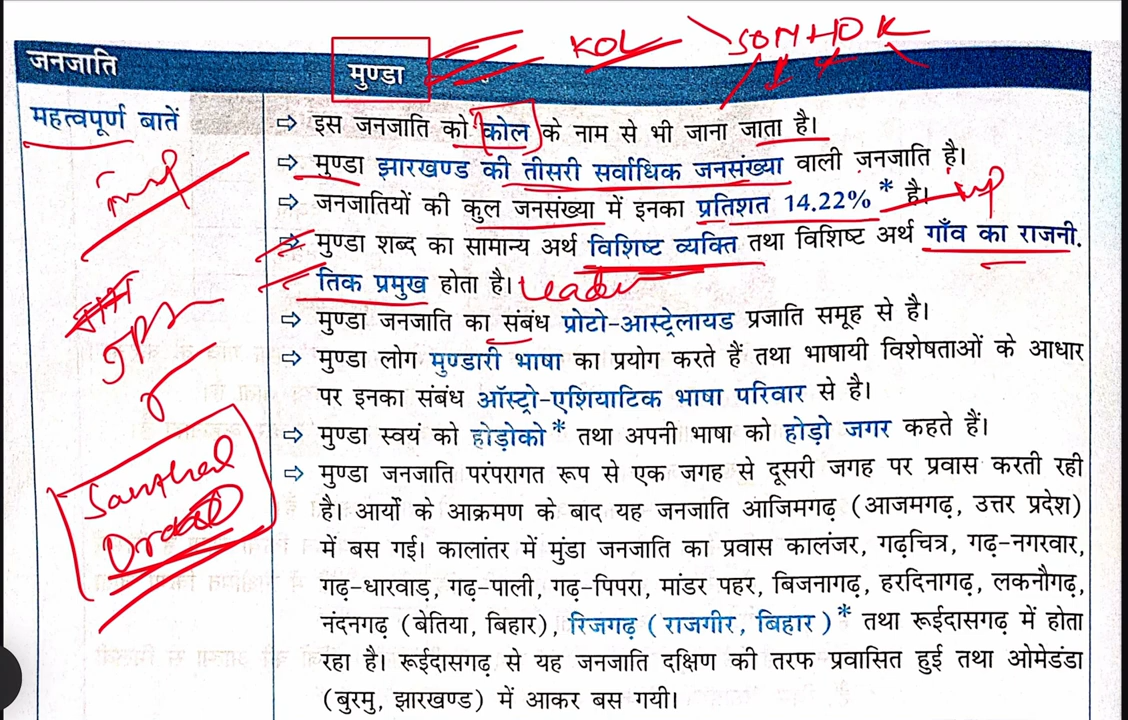 KOL SONHOK
जनजाति मुण्डा
महत्वपूर्ण बातें
⇨ इस जनजाति को कोल के नाम से भी जाना जाता है।
⇨ मुण्डा झारखण्ड की तीसरी सर्वाधिक जनसंख्या वाली जनजाति है।
⇨ जनजातियों की कुल जनसंख्या में इनका प्रतिशत 14.22%* है।
⇨ मुण्डा शब्द का सामान्य अर्थ विशिष्ट व्यक्ति तथा विशिष्ट अर्थ गाँव का राजनी.
तिक प्रमुख होता है। Leader
⇨ मुण्डा जनजाति का संबंध प्रोटो-आस्ट्रेलायड प्रजाति समूह से है।
⇨ मुण्डा लोग मुण्डारी भाषा का प्रयोग करते हैं तथा भाषायी विशेषताओं के आधार
पर इनका संबंध ऑस्ट्रो-एशियाटिक भाषा परिवार से है।
⇨ मुण्डा स्वयं को होड़ोको* तथा अपनी भाषा को होड़ो जगर कहते हैं।
⇨ मुण्डा जनजाति परंपरागत रूप से एक जगह से दूसरी जगह पर प्रवास करती रही
है। आर्यो के आक्रमण के बाद यह जनजाति आजिमगढ़ (आजमगढ़, उत्तर प्रदेश)
में बस गई। कालांतर में मुंडा जनजाति का प्रवास कालंजर, गढ़चित्र, गढ़-नगरवार,
गढ़-धारवाड़, गढ़-पाली, गढ़-पिपरा, मांडर पहर, बिजनागढ़, हरदिनागढ़, लकनौगढ़,
नंदनगढ़ (बेतिया, बिहार), रिजगढ़ (राजगीर, बिहार)* तथा रूईदासगढ़ में होता
रहा है। रूईदासगढ़ से यह जनजाति दक्षिण की तरफ प्रवासित हुई तथा ओमेडंडा
(बुरमु, झारखण्ड) में आकर बस गयी।
imp
Santhal